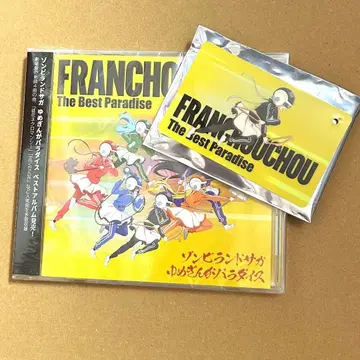 ゾンビランドサガ ゆめぎんがパラダイス ベストアルバム発売!
FRANCHOU
The Best Paradise
ゾンビランドサガ
ゆめぎんがパラダイス
FRANCHOUCHOU
The Best Paradise